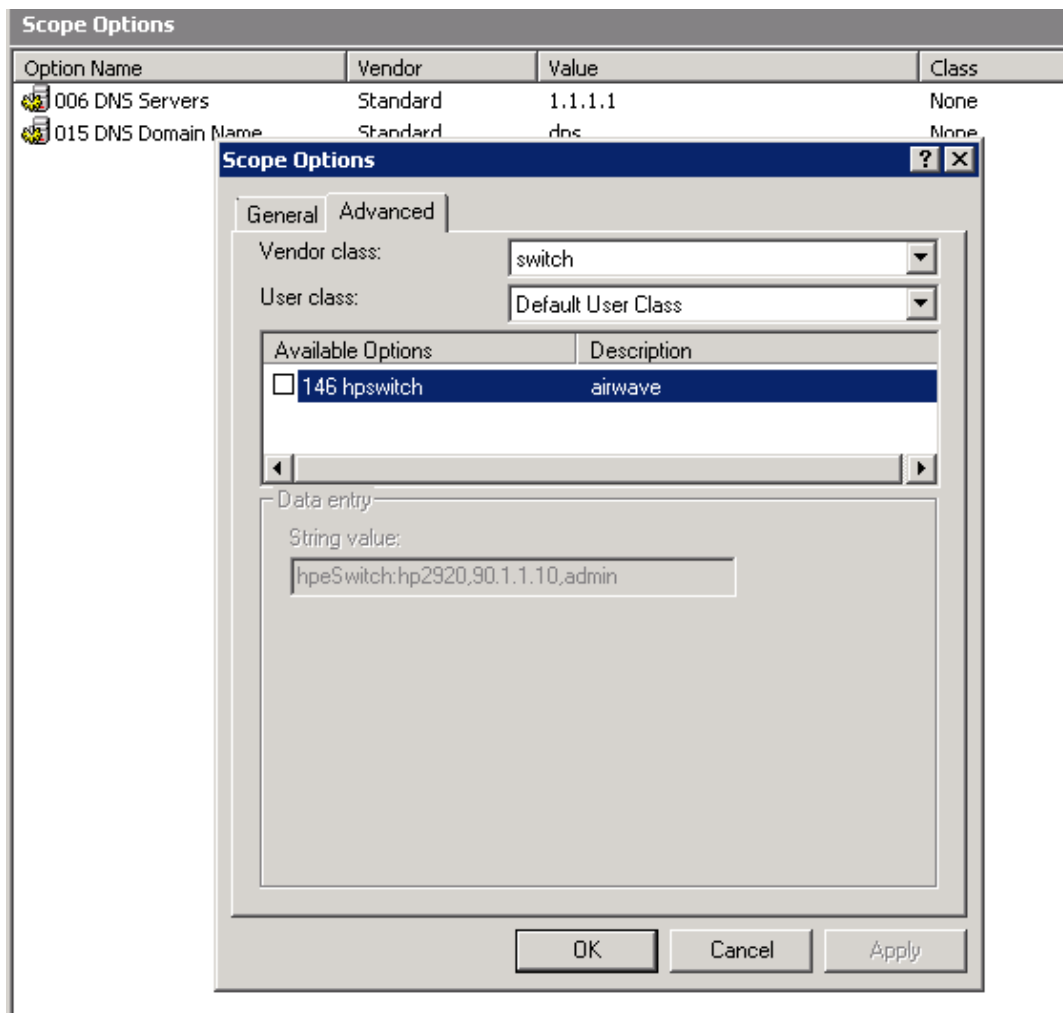 Scope Options
Option Name Vendor Value Class
006 DNS Servers Standard 1.1.1.1 None
015 DNS Domain Name Standard dns None
Scope Options
General Advanced
Vendor class: switch
User class: Default User Class
Available Options Description
146 hpswitch airwave
Data entry
String value:
hpeSwitch:hp2920,90.1.1.10,admin
OK Cancel Apply